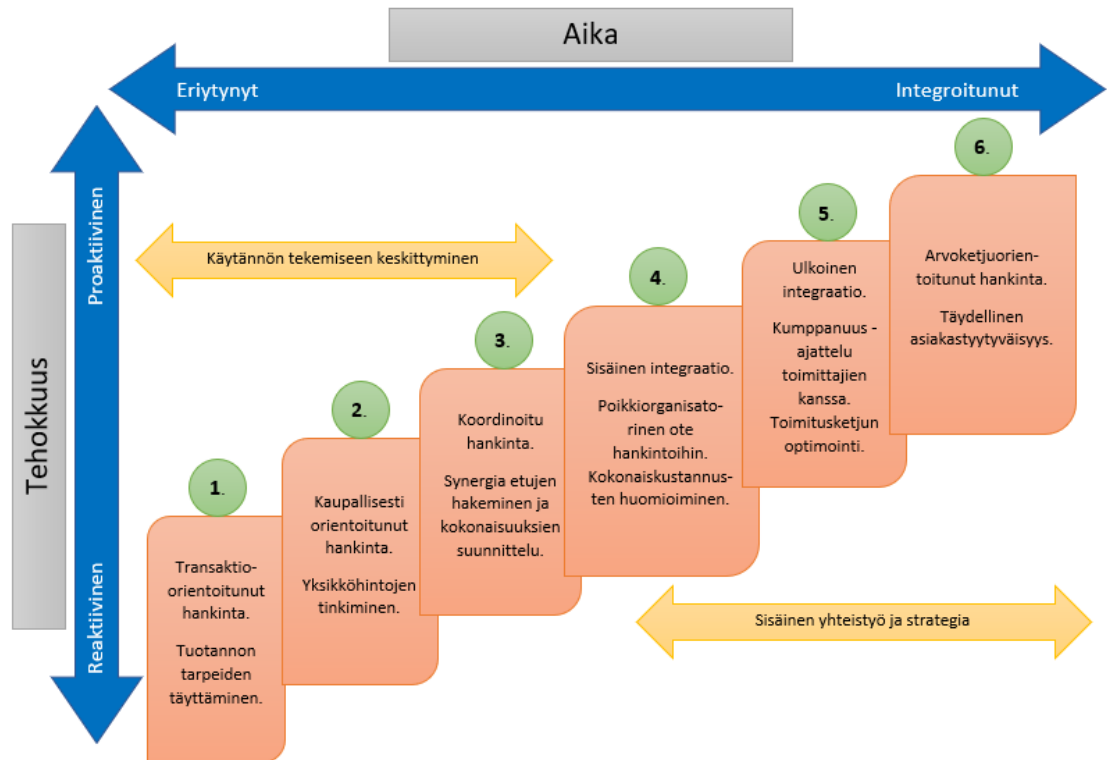 Aika
Eriytynyt
Integroitunut
Tehokkuus
Proaktiivinen
Reaktiivinen
Käytännön tekemiseen keskittyminen
1.
Transaktio-
orientoitunut
hankinta.
Tuotannon
tarpeiden
täyttäminen.
2.
Kaupallisesti
orientoitunut
hankinta.
Yksikköhintojen
tinkiminen.
3.
Koordinoitu
hankinta.
Synergia etujen
hakeminen ja
kokonaisuuksien
suunnittelu.
4.
Sisäinen integraatio.
Poikkiorganisato-
rinen ote
hankintoihin.
Kokonaiskustannus-
ten huomioiminen.
5.
Ulkoinen
integraatio.
Kumppanuus -
ajattelu
toimittajien
kanssa.
Toimitusketjun
optimointi.
6.
Arvoketjuorien-
toitunut hankinta.
Täydellinen
asiakastyytyväisyys.
Sisäinen yhteistyö ja strategia